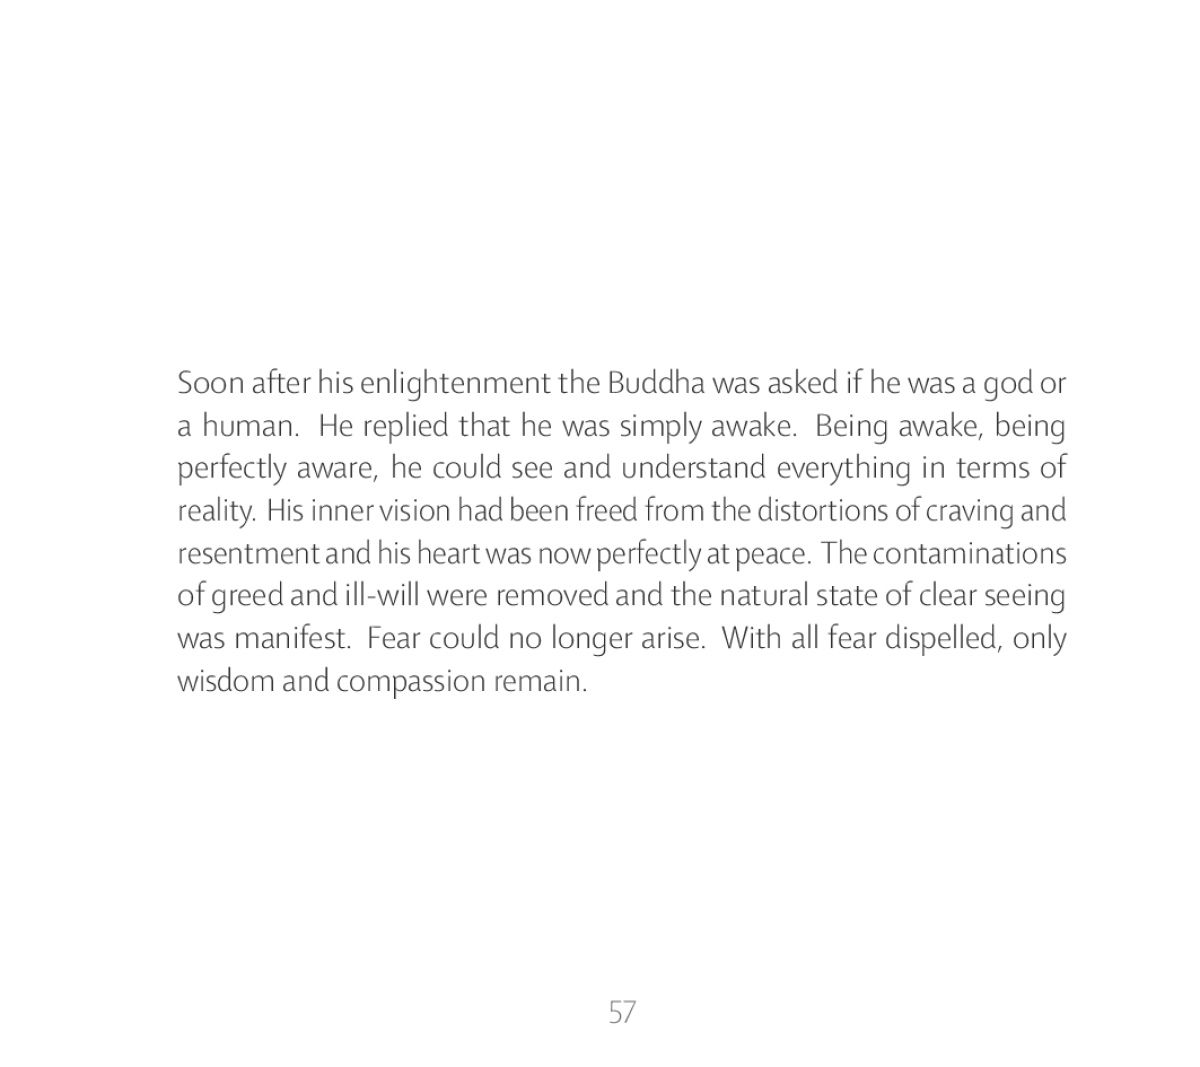 Soon after his enlightenment the Buddha was asked if he was a god or
a human.  He replied that he was simply awake.  Being awake, being
perfectly aware, he could see and understand everything in terms of
reality.  His inner vision had been freed from the distortions of craving and
resentment and his heart was now perfectly at peace.  The contaminations
of greed and ill-will were removed and the natural state of clear seeing
was manifest.  Fear could no longer arise.  With all fear dispelled, only
wisdom and compassion remain.
57